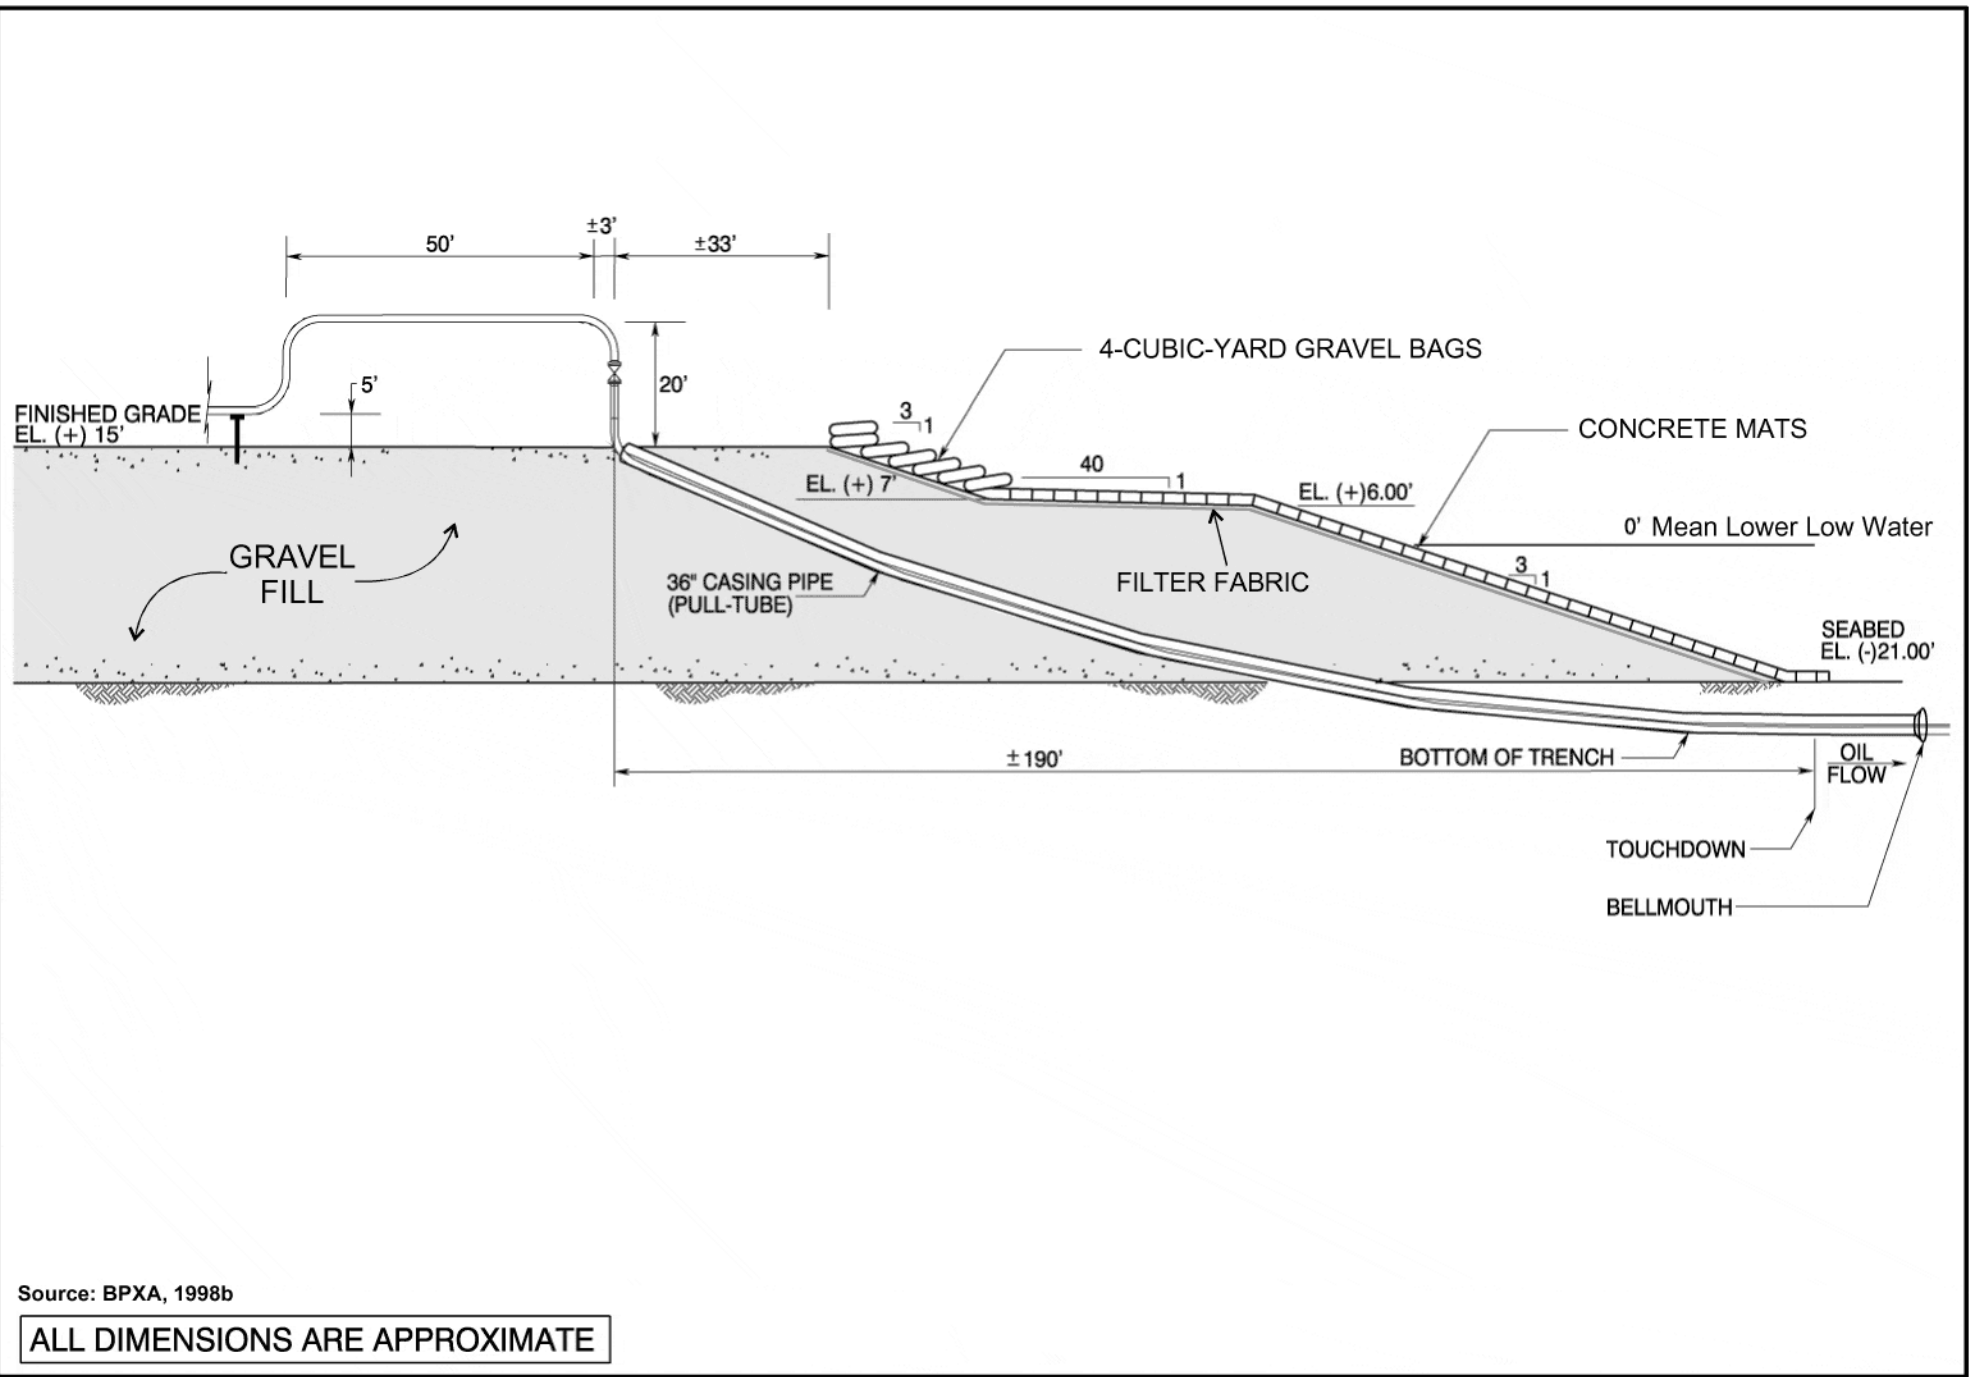 ±3'
50'
±33'
4-CUBIC-YARD GRAVEL BAGS
5'
20'
FINISHED GRADE
EL. (+) 15'
3
1
CONCRETE MATS
40
1
EL. (+) 7'
EL. (+)6.00'
0' Mean Lower Low Water
GRAVEL
FILL
36" CASING PIPE
(PULL-TUBE)
FILTER FABRIC
3
1
SEABED
EL. (-)21.00'
±190'
BOTTOM OF TRENCH
OIL
FLOW
TOUCHDOWN
BELLMOUTH
Source: BPXA, 1998b
ALL DIMENSIONS ARE APPROXIMATE